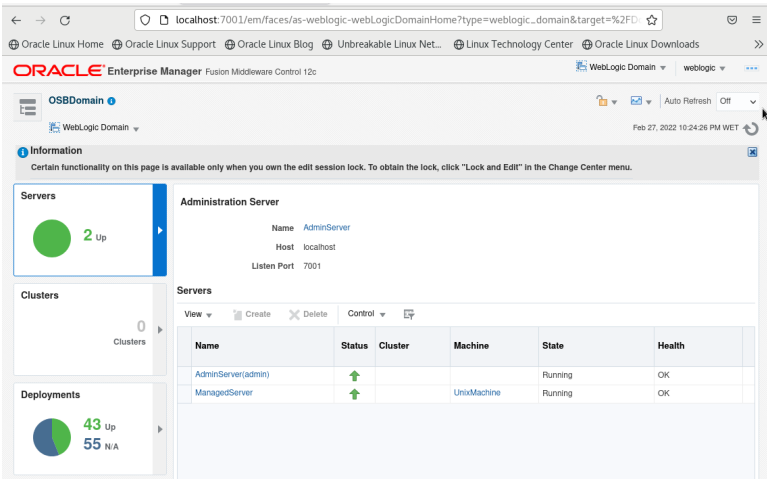 localhost:7001/em/faces/as-weblogic-webLogicDomainHome?type=weblogic_domain&target=%2FD
Oracle Linux Home Oracle Linux Support Oracle Linux Blog Unbreakable Linux Net... Linux Technology Center Oracle Linux Downloads
ORACLE Enterprise Manager Fusion Middleware Control 12c WebLogic Domain weblogic
OSBDomain Auto Refresh Off
WebLogic Domain Feb 27, 2022 10:24:26 PM WET
Information
Certain functionality on this page is available only when you own the edit session lock. To obtain the lock, click "Lock and Edit" in the Change Center menu.
Servers
2 Up
Clusters
0
Clusters
Deployments
43 Up
55 N/A
Administration Server
Name AdminServer
Host localhost
Listen Port 7001
Servers
View Create Delete Control
Name Status Cluster Machine State Health
AdminServer(admin) Running OK
ManagedServer UnixMachine Running OK